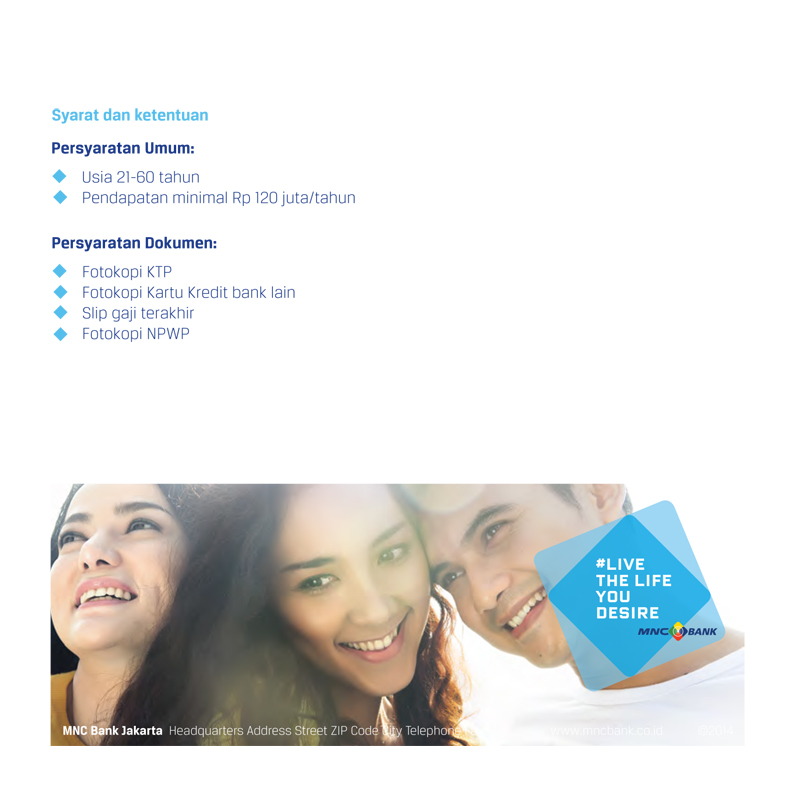 Syarat dan ketentuan
Persyaratan Umum:
Usia 21-60 tahun
Pendapatan minimal Rp 120 juta/tahun
Persyaratan Dokumen:
Fotokopi KTP
Fotokopi Kartu Kredit bank lain
Slip gaji terakhir
Fotokopi NPWP
#LIVE
THE LIFE
YOU
DESIRE
MNC BANK
MNC Bank Jakarta Headquarters Address Street ZIP Code City Telephone www.mncbank.co.id